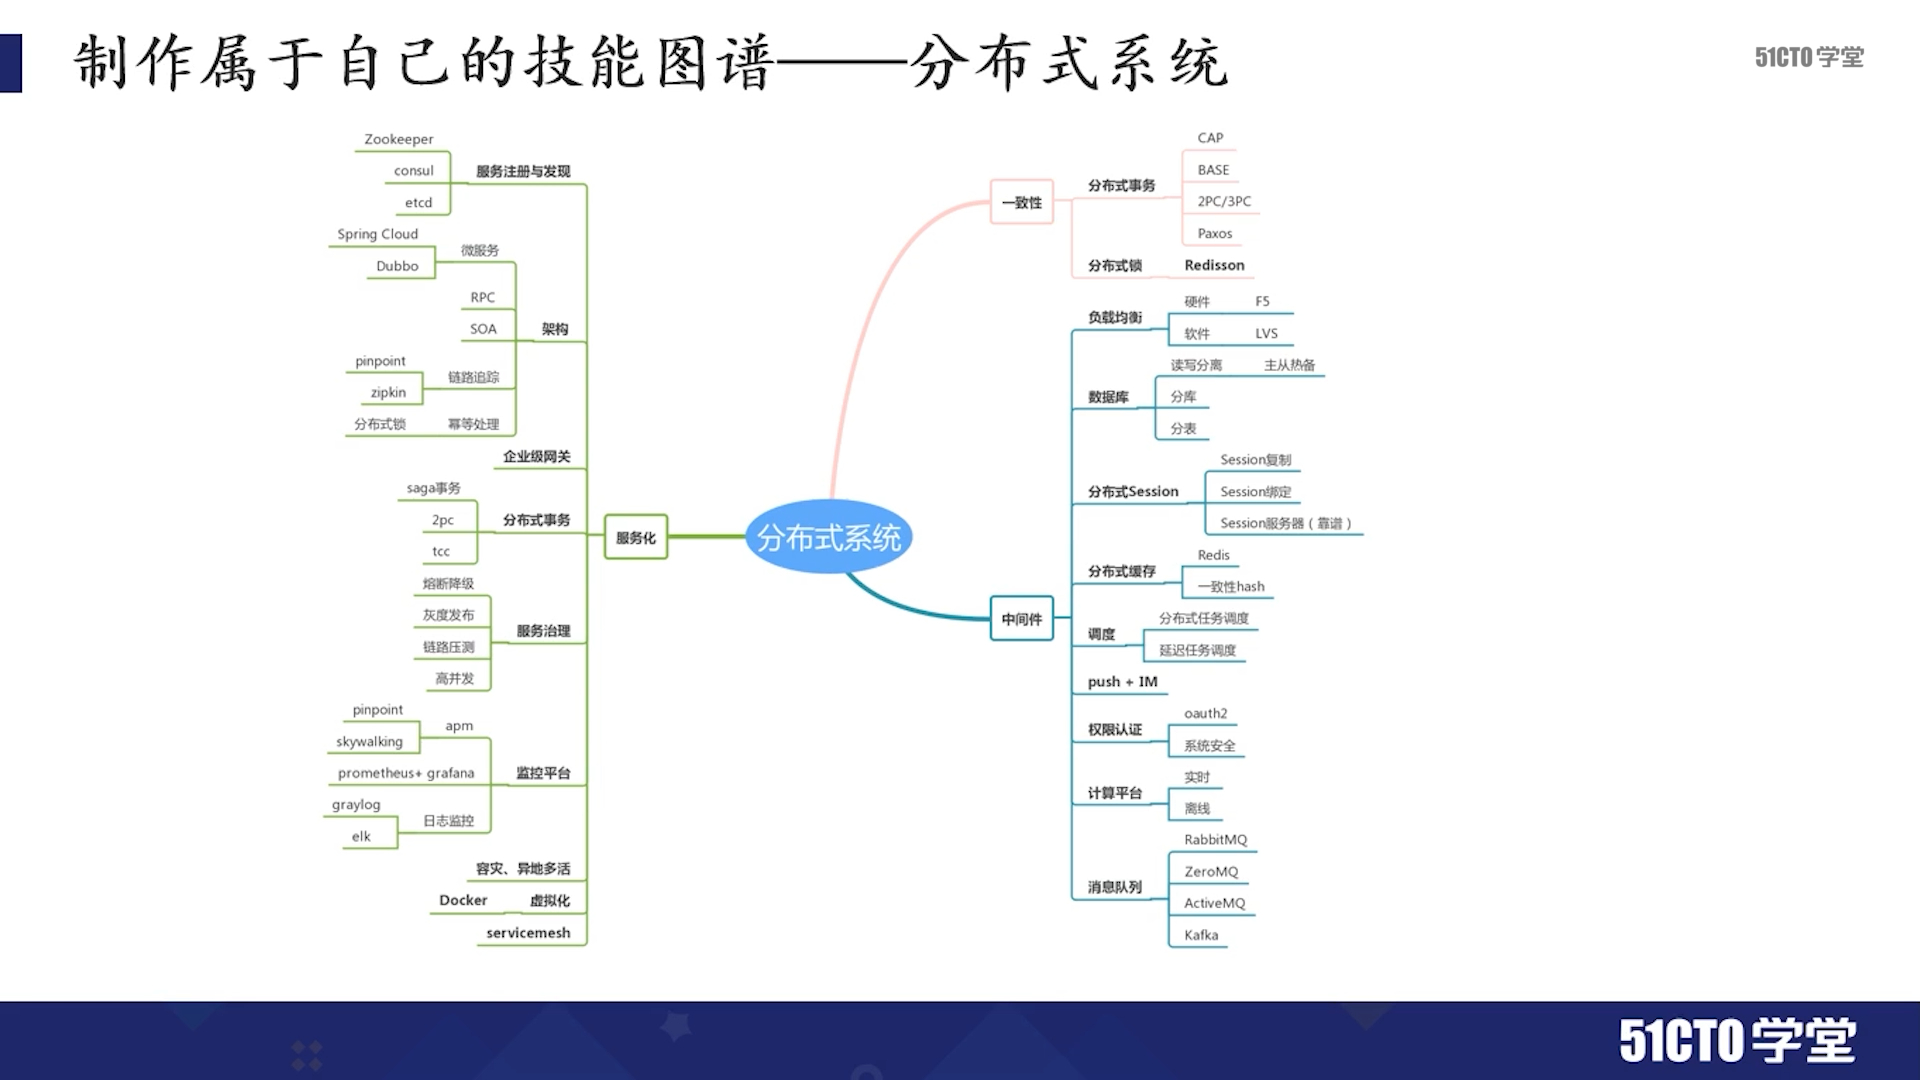 制作属于自己的技能图谱——分布式系统
51CTO学堂
Zookeeper
consul
etcd
服务注册与发现
Spring Cloud
Dubbo
微服务
RPC
SOA
架构
pinpoint
zipkin
链路追踪
分布式锁
幂等处理
企业级网关
saga事务
2pc
tcc
分布式事务
熔断降级
灰度发布
链路压测
高并发
服务治理
pinpoint
skywalking
apm
prometheus+ grafana
监控平台
graylog
elk
日志监控
容灾、异地多活
Docker
虚拟化
servicemesh
服务化
分布式系统
一致性
分布式事务
CAP
BASE
2PC/3PC
Paxos
分布式锁
Redisson
中间件
负载均衡
硬件
F5
软件
LVS
数据库
读写分离
主从热备
分库
分表
分布式Session
Session复制
Session绑定
Session服务器（靠谱）
分布式缓存
Redis
一致性hash
调度
分布式任务调度
延迟任务调度
push + IM
权限认证
oauth2
系统安全
计算平台
实时
离线
消息队列
RabbitMQ
ZeroMQ
ActiveMQ
Kafka
51CTO学堂